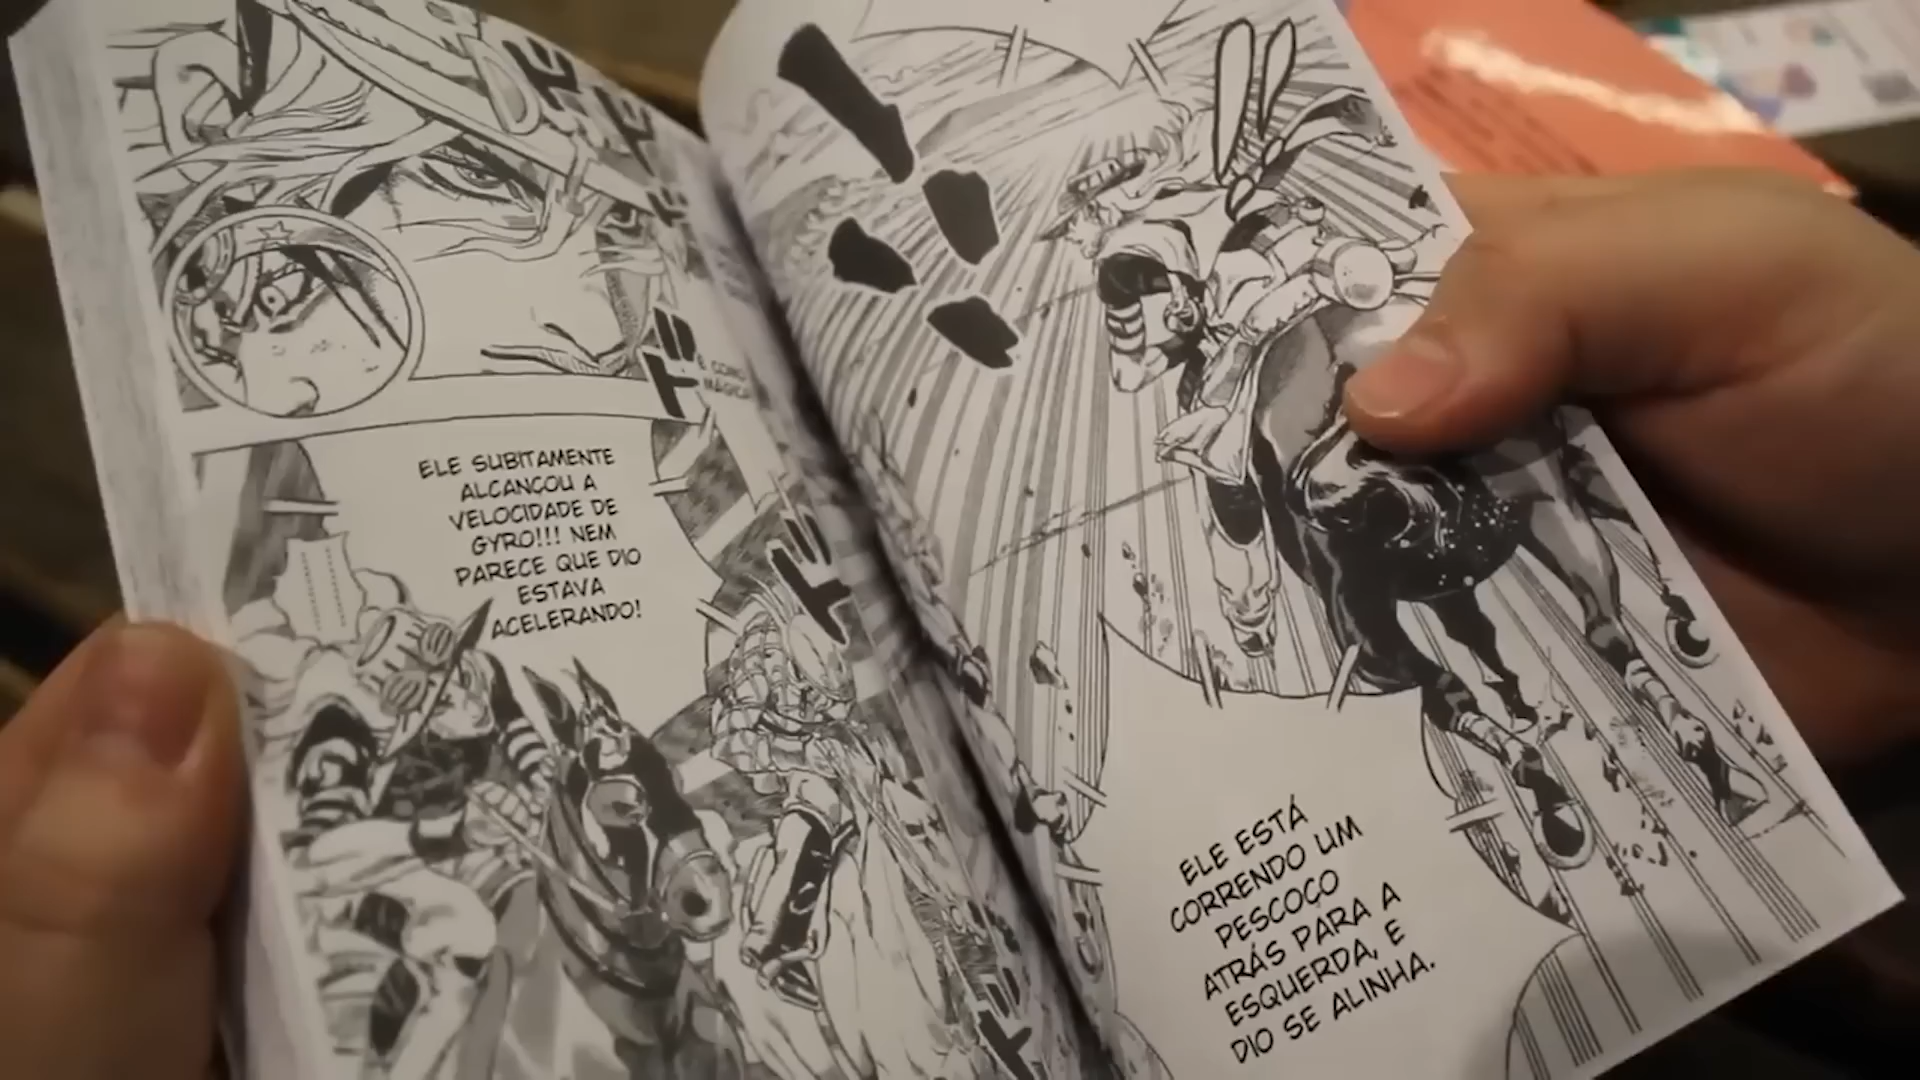 ELE SUBITAMENTE
ALCANÇOU A
VELOCIDADE DE
GYRO!!! NEM
PARECE QUE DIO
ESTAVA
ACELERANDO!
ELE ESTÁ
CORRENDO UM
PESCOÇO
ATRÁS PARA A
ESQUERDA, E
DIO SE ALINHA.